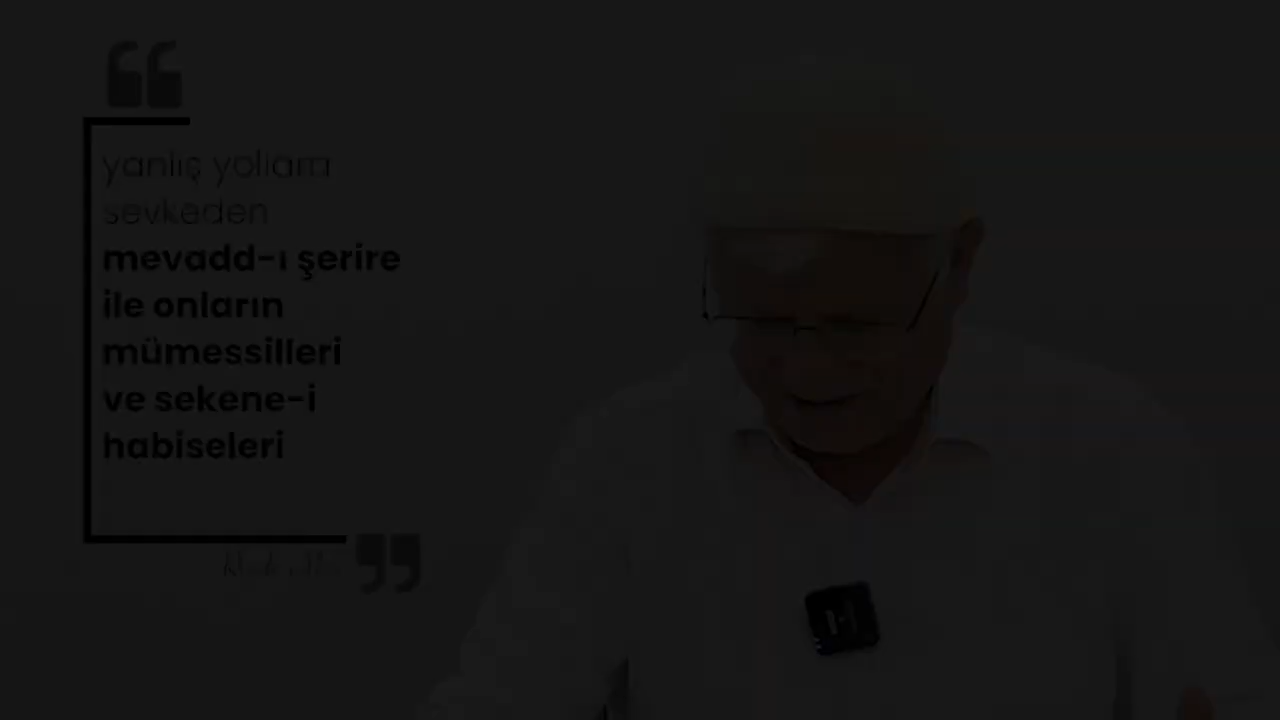 yanlış yollara
sevkeden
mevadd-ı şerire
ile onların
mümessilleri
ve sekene-i
habiseleri